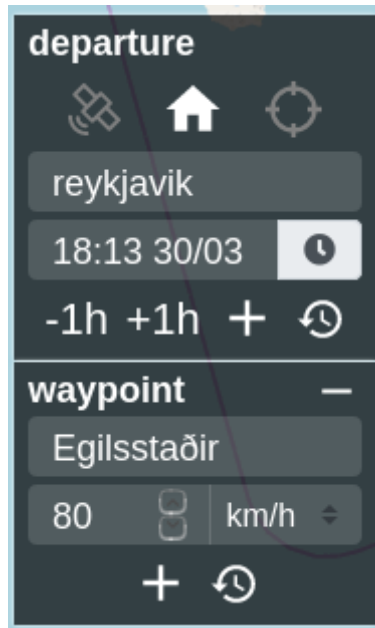 departure
reykjavik
18:13 30/03
-1h +1h +
waypoint −
Egilsstaðir
80 km/h
+